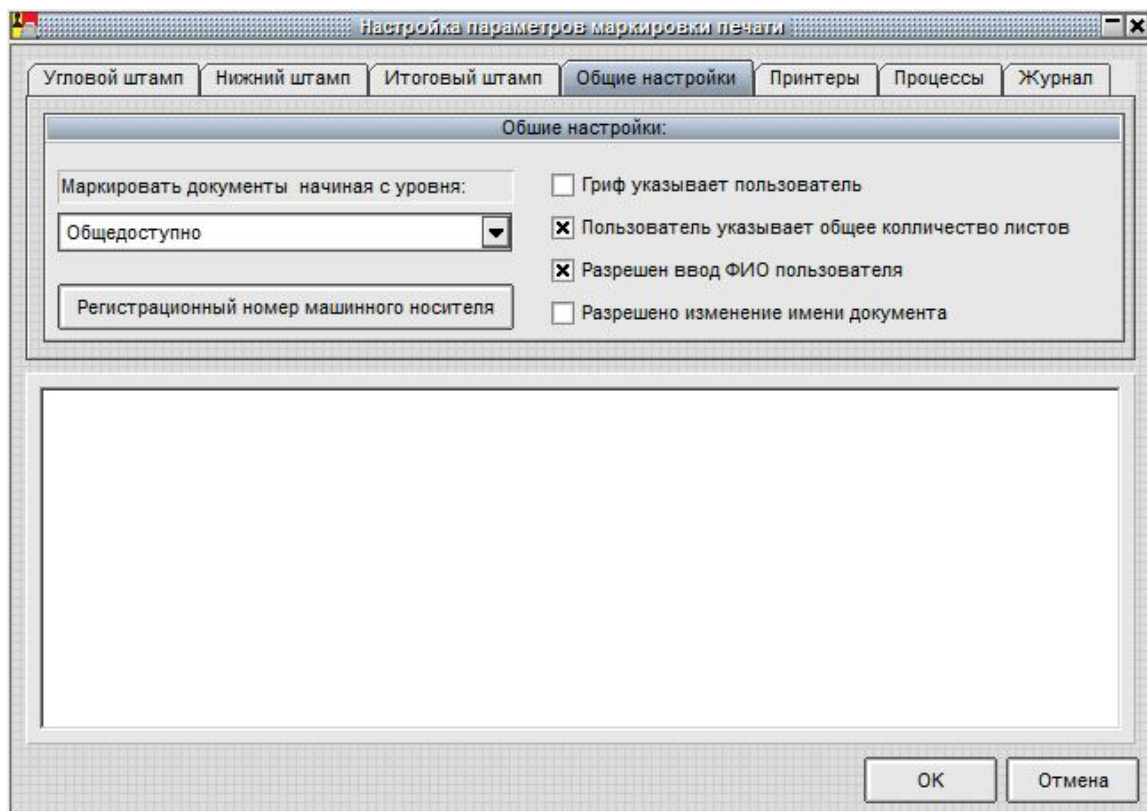 Настройка параметров маркировки печати
Угловой штамп
Нижний штамп
Итоговый штамп
Общие настройки
Принтеры
Процессы
Журнал
Обшие настройки:
Маркировать документы начиная с уровня:
Общедоступно
Регистрационный номер машинного носителя
Гриф указывает пользователь
Пользователь указывает общее колличество листов
Разрешен ввод ФИО пользователя
Разрешено изменение имени документа
OK
Отмена